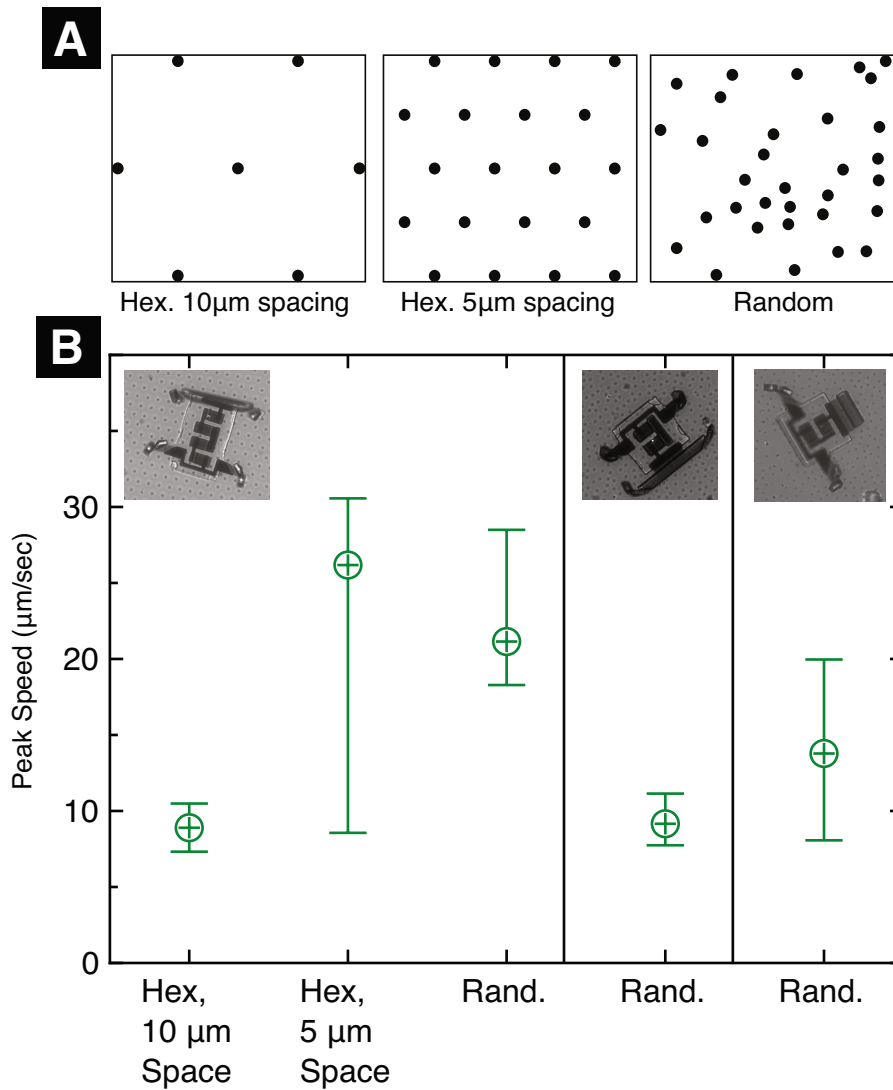 A
Hex. 10µm spacing
Hex. 5µm spacing
Random
B
Peak Speed (µm/sec)
30
20
10
0
Hex,
10 µm
Space
Hex,
5 µm
Space
Rand.
Rand.
Rand.